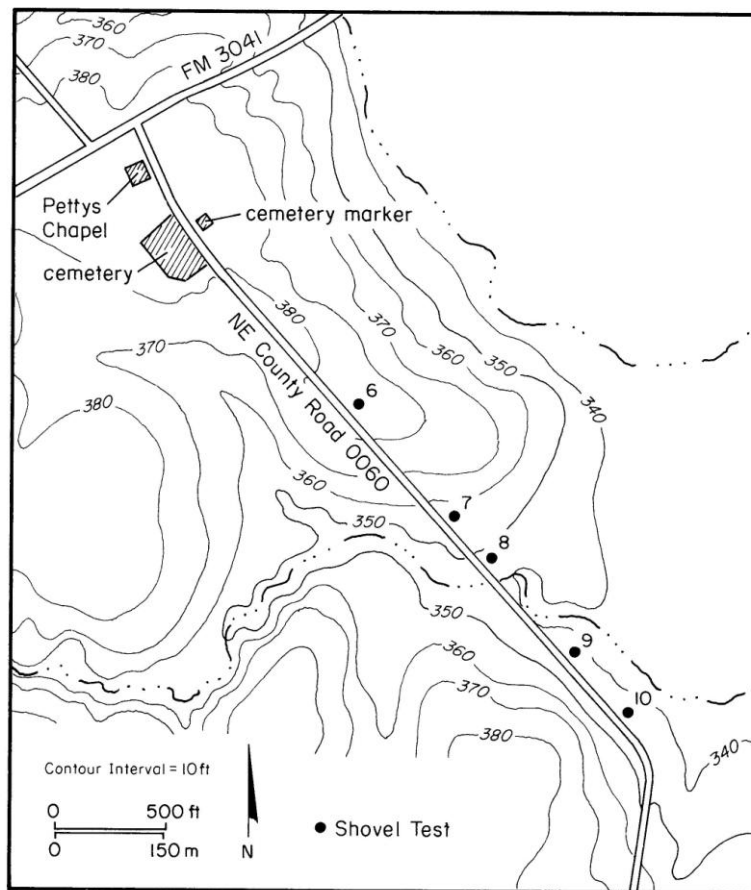 360
370
380
FM 3041
Pettys
Chapel
cemetery marker
cemetery
380
370
360
350
340
NE County Road 0060
370
380
6
360
7
350
8
350
9
360
10
370
380
340
Contour Interval = 10 ft
0 500 ft
0 150 m
N
Shovel Test